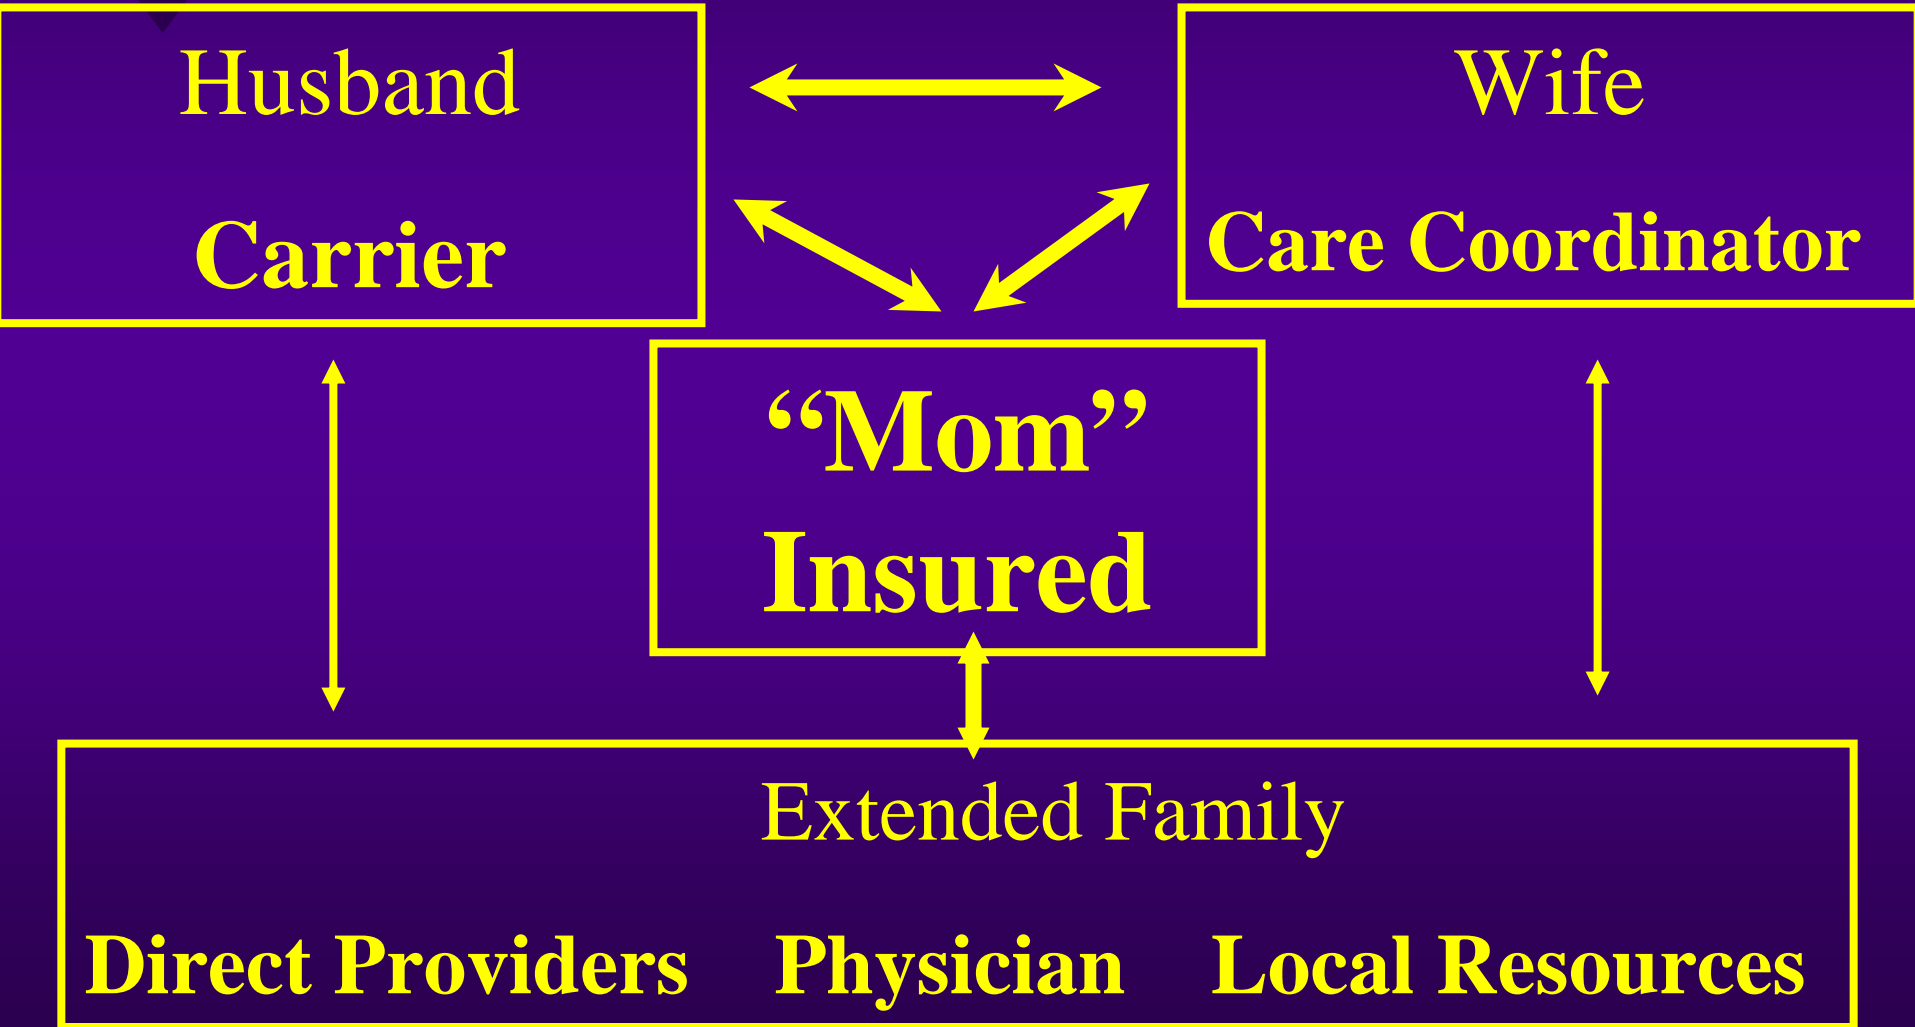 Husband
Carrier
Wife
Care Coordinator
“Mom”
Insured
Extended Family
Direct Providers Physician Local Resources